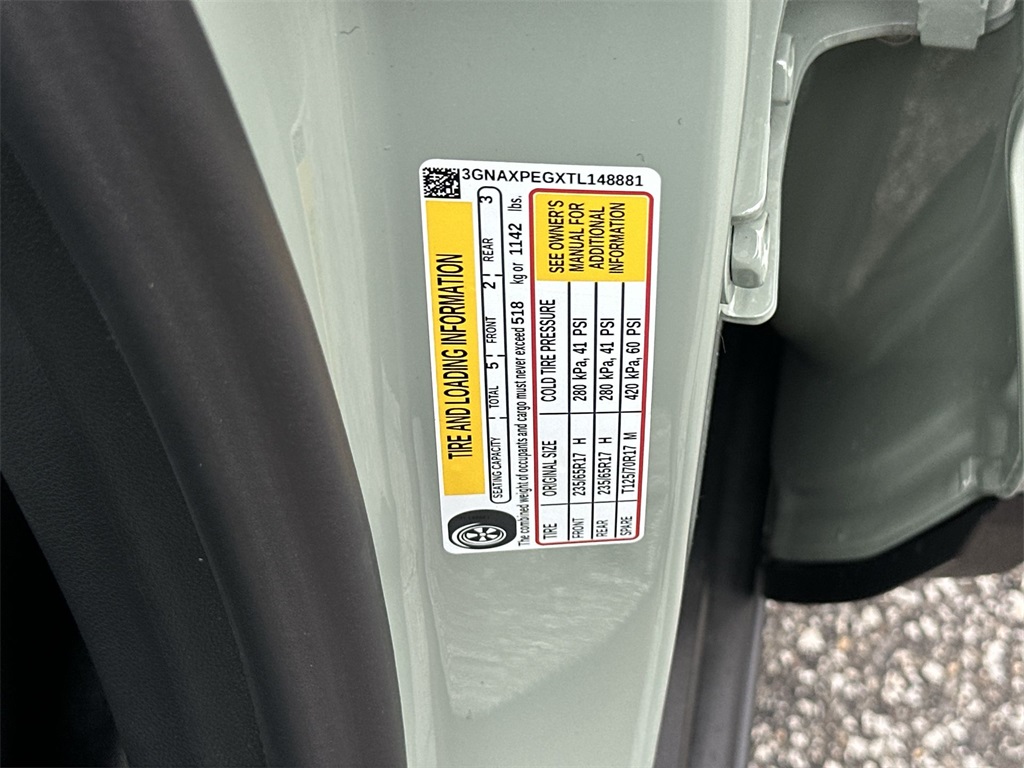 3GNAXPEGXTL148881
TIRE AND LOADING INFORMATION
SEATING CAPACITY TOTAL 5 FRONT 2 REAR 3
The combined weight of occupants and cargo must never exceed 518 kg or 1142 lbs.
TIRE ORIGINAL SIZE COLD TIRE PRESSURE
FRONT 235/65R17 H 280 kPa, 41 PSI
REAR 235/65R17 H 280 kPa, 41 PSI
SPARE T125/70R17 M 420 kPa, 60 PSI
SEE OWNER'S
MANUAL FOR
ADDITIONAL
INFORMATION